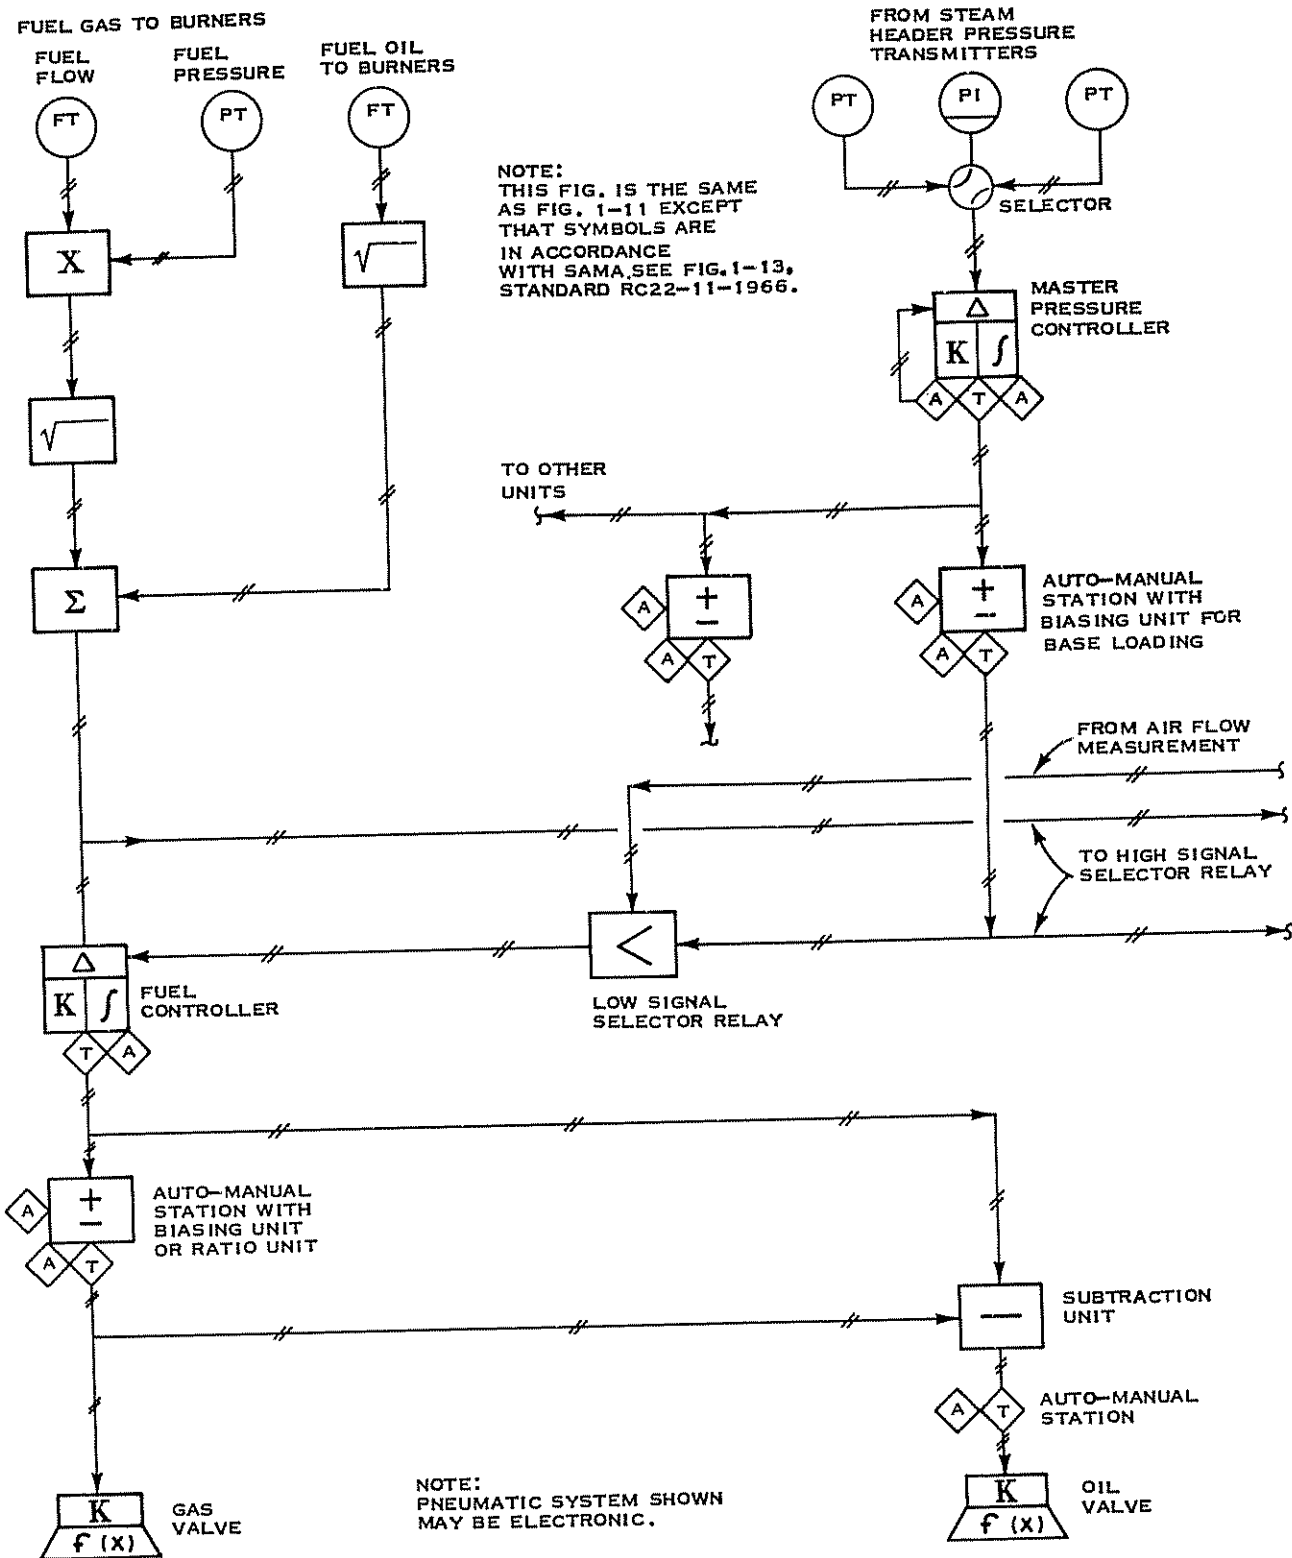 FUEL GAS TO BURNERS
FUEL
FLOW
FUEL
PRESSURE
FUEL OIL
TO BURNERS
FROM STEAM
HEADER PRESSURE
TRANSMITTERS
FT
PT
FT
PT
PI
PT
NOTE:
THIS FIG. IS THE SAME
AS FIG. 1-11 EXCEPT
THAT SYMBOLS ARE
IN ACCORDANCE
WITH SAMA, SEE FIG. 1-13,
STANDARD RC22-11-1966.
SELECTOR
X
√
√
Σ
MASTER
PRESSURE
CONTROLLER
Δ
K ∫
A T A
TO OTHER
UNITS
A
+
−
A T
A
+
−
A T
AUTO-MANUAL
STATION WITH
BIASING UNIT FOR
BASE LOADING
FROM AIR FLOW
MEASUREMENT
TO HIGH SIGNAL
SELECTOR RELAY
<
LOW SIGNAL
SELECTOR RELAY
Δ
K ∫
T A
FUEL
CONTROLLER
A
+
−
A T
AUTO-MANUAL
STATION WITH
BIASING UNIT
OR RATIO UNIT
−
SUBTRACTION
UNIT
A T
AUTO-MANUAL
STATION
K
f (X)
GAS
VALVE
NOTE:
PNEUMATIC SYSTEM SHOWN
MAY BE ELECTRONIC.
K
f (X)
OIL
VALVE